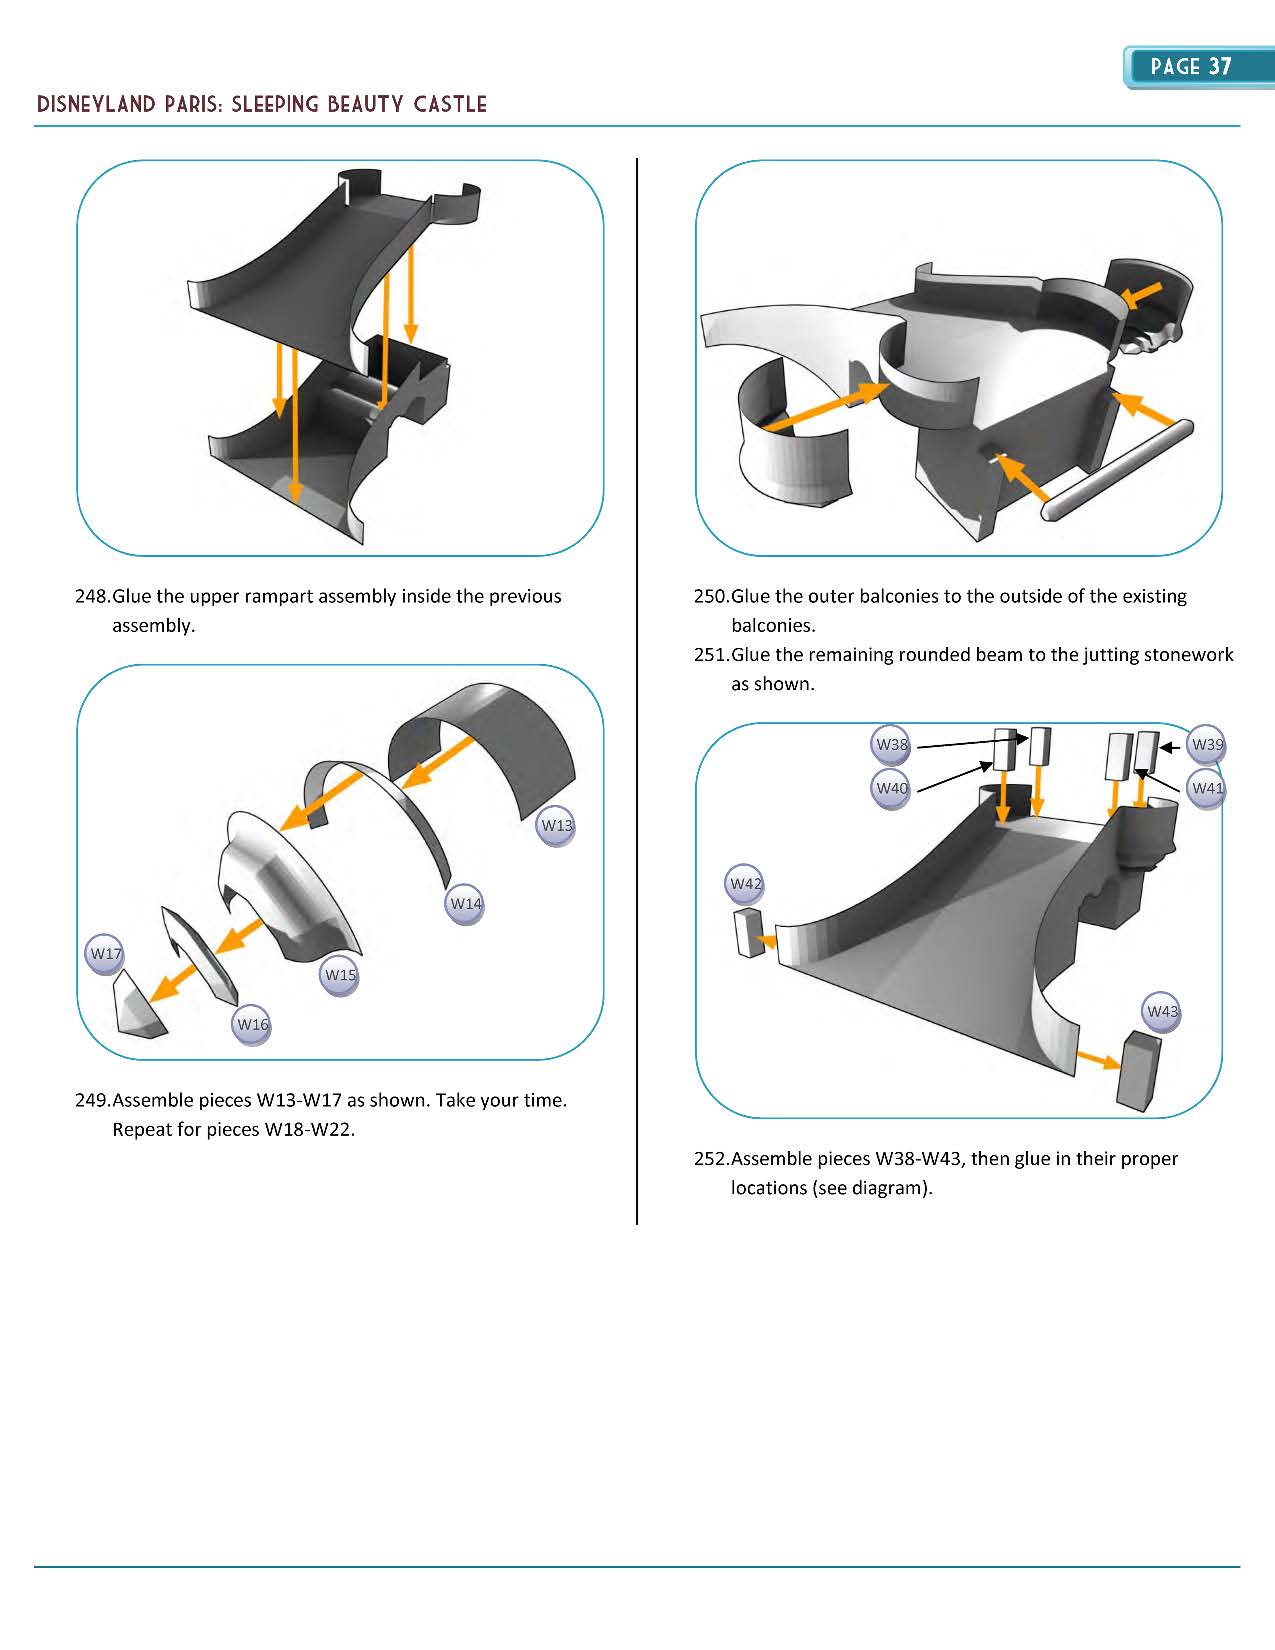 PAGE 37
DISNEYLAND PARIS: SLEEPING BEAUTY CASTLE
248.Glue the upper rampart assembly inside the previous
assembly.
W13
W14
W15
W16
W17
249.Assemble pieces W13-W17 as shown. Take your time.
Repeat for pieces W18-W22.
250.Glue the outer balconies to the outside of the existing
balconies.
251.Glue the remaining rounded beam to the jutting stonework
as shown.
W38
W39
W40
W41
W42
W43
252.Assemble pieces W38-W43, then glue in their proper
locations (see diagram).